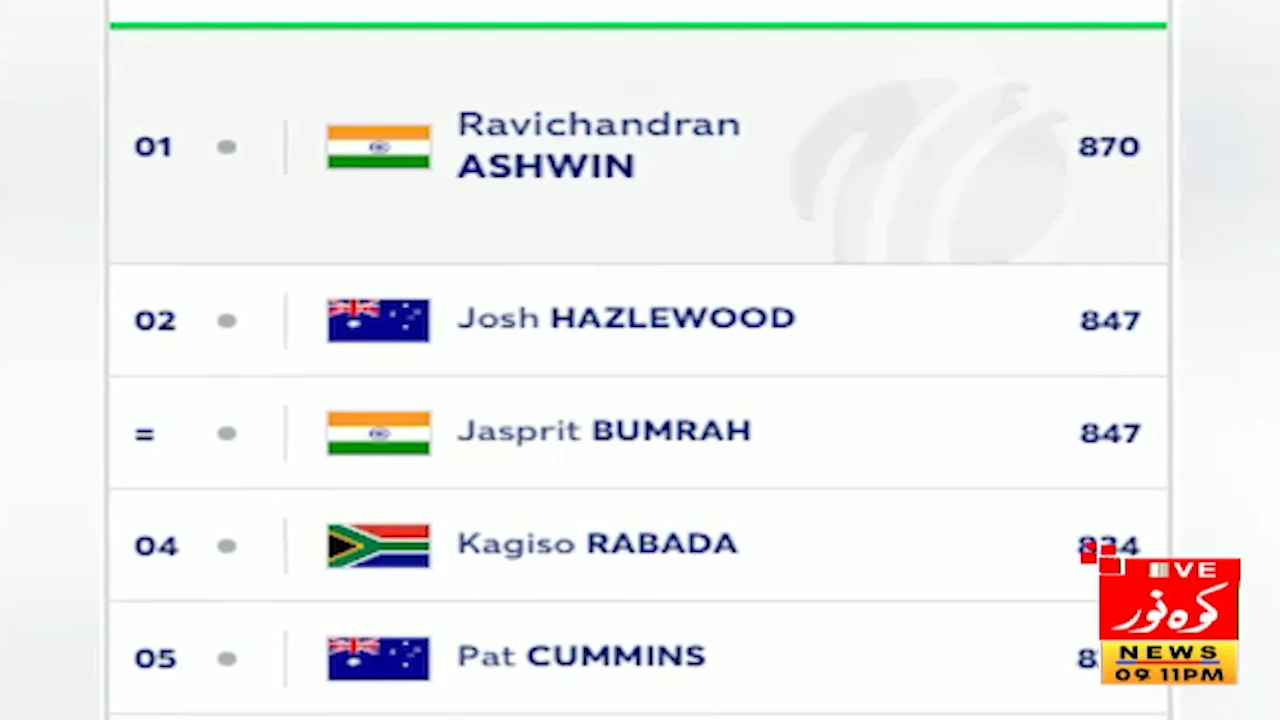 01 Ravichandran ASHWIN 870
02 Josh HAZLEWOOD 847
= Jasprit BUMRAH 847
04 Kagiso RABADA
05 Pat CUMMINS
کوہ نور
NEWS
09 11PM